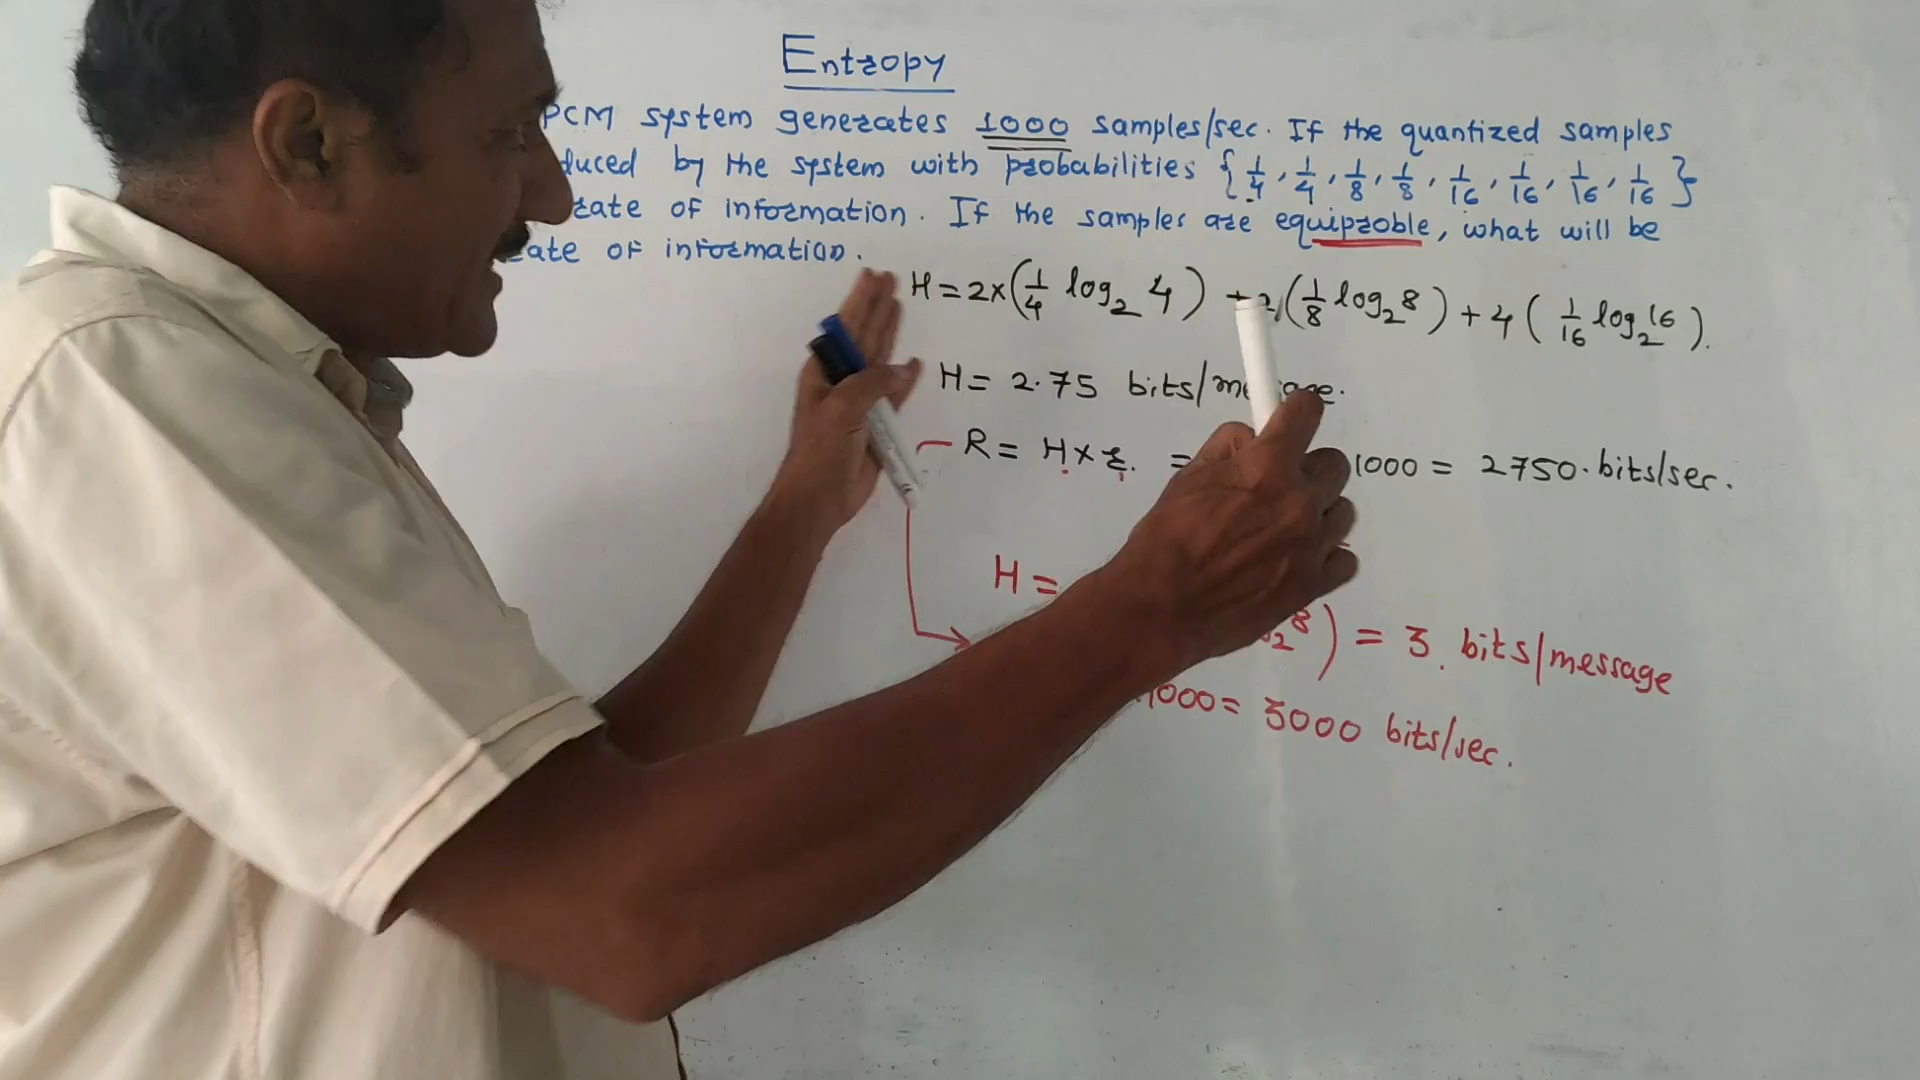 Entropy
PCM system generates 1000 samples/sec. If the quantized samples
duced by the system with probabilities {1/4, 1/4, 1/8, 1/8, 1/16, 1/16, 1/16, 1/16}
rate of information. If the samples are equiproble, what will be
rate of information.
H = 2×(1/4 log₂ 4) + 2(1/8 log₂ 8) + 4(1/16 log₂ 16).
H = 2.75 bits/message.
R = H × r. = 1000 = 2750 bits/sec.
H =
8) = 3 bits/message
1000 = 3000 bits/sec.